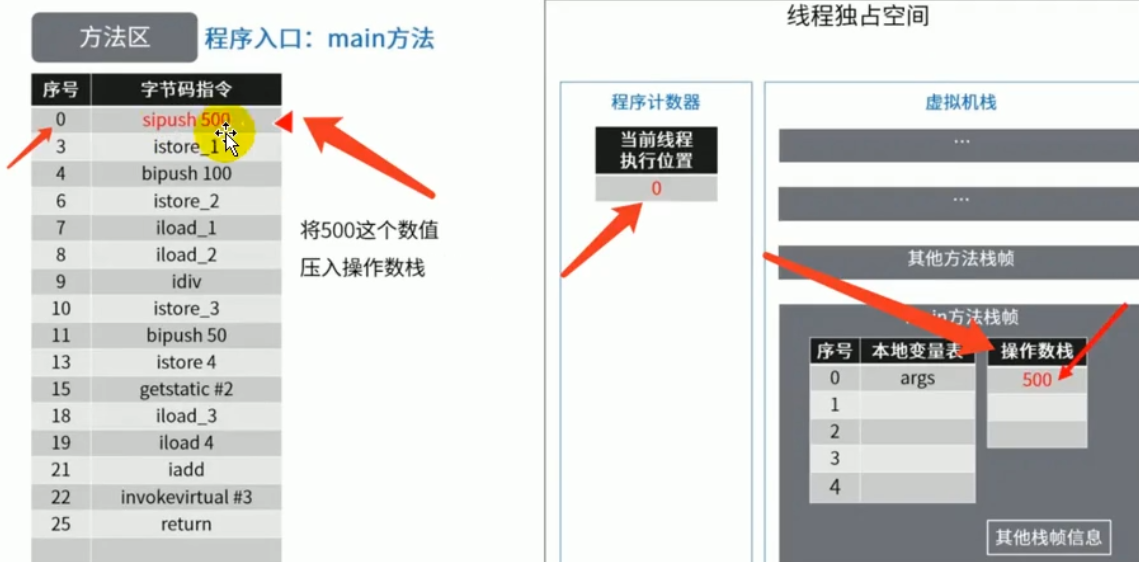 方法区 程序入口：main方法
序号 字节码指令
0 sipush 500
3 istore_1
4 bipush 100
6 istore_2
7 iload_1
8 iload_2
9 idiv
10 istore_3
11 bipush 50
13 istore 4
15 getstatic #2
18 iload_3
19 iload 4
21 iadd
22 invokevirtual #3
25 return
将500这个数值
压入操作数栈
线程独占空间
程序计数器
当前线程
执行位置
0
虚拟机栈
...
...
其他方法栈帧
main方法栈帧
序号 本地变量表 操作数栈
0 args 500
1
2
3
4
其他栈帧信息